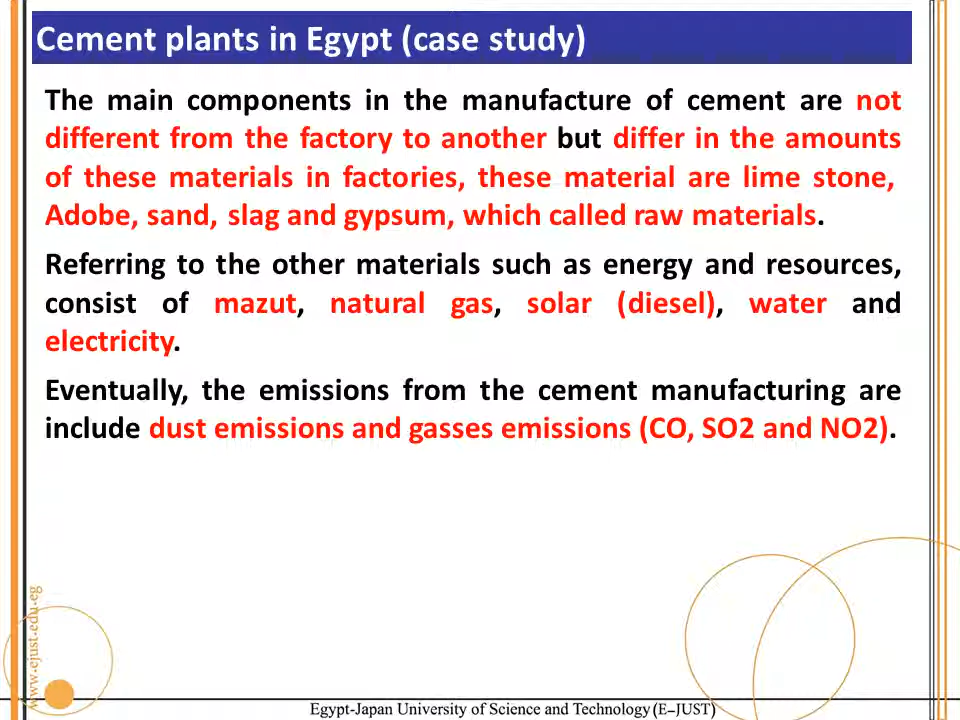 Cement plants in Egypt (case study)
The main components in the manufacture of cement are not
different from the factory to another but differ in the amounts
of these materials in factories, these material are lime stone,
Adobe, sand, slag and gypsum, which called raw materials.
Referring to the other materials such as energy and resources,
consist of mazut, natural gas, solar (diesel), water and
electricity.
Eventually, the emissions from the cement manufacturing are
include dust emissions and gasses emissions (CO, SO2 and NO2).
www.ejust.edu.eg
Egypt-Japan University of Science and Technology (E-JUST)